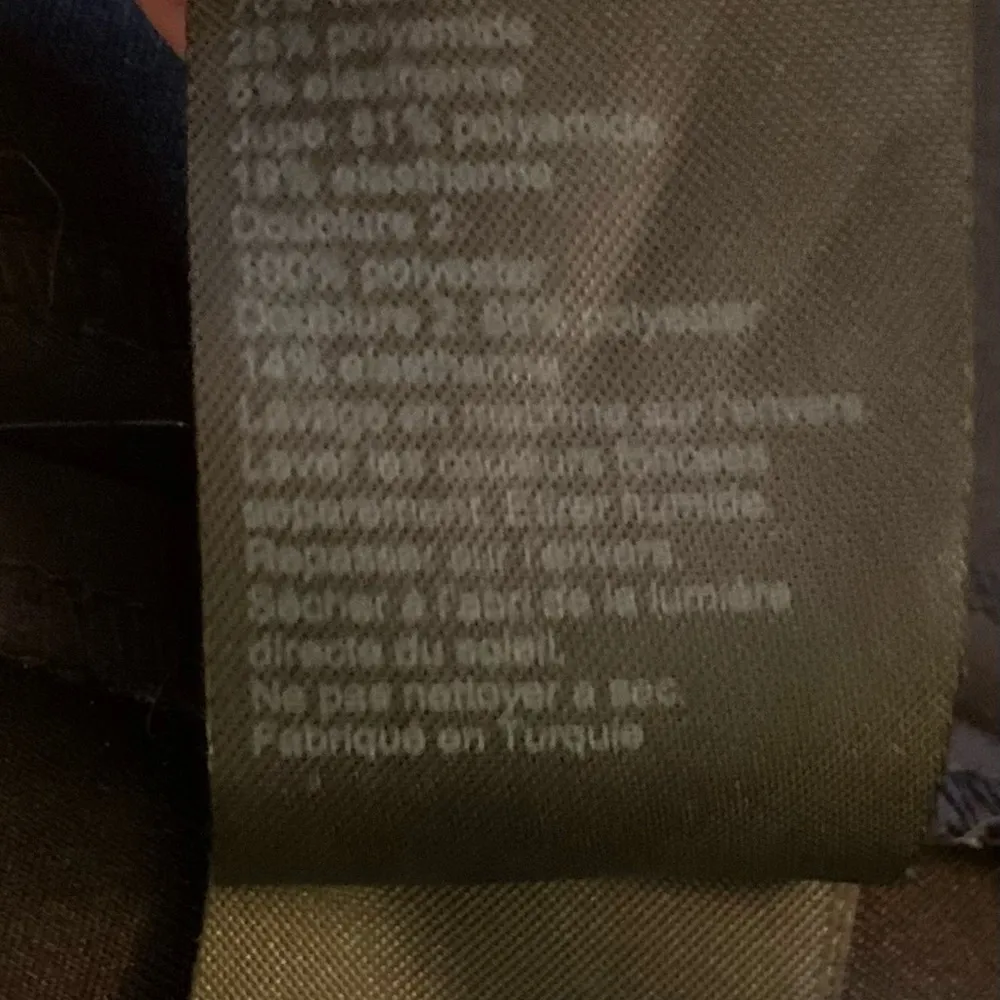 25% polyamide
6% elasthanne
Jupe: 81% polyamide
19% elasthanne
Doublure 2
100% polyester
Doublure 2: 86% polyester
14% elasthanne
Lavage en machine sur l'envers.
Laver les couleurs foncées
séparément. Etirer humide.
Repasser sur l'envers.
Sécher à l'abri de la lumière
directe du soleil.
Ne pas nettoyer à sec.
Fabriqué en Turquie